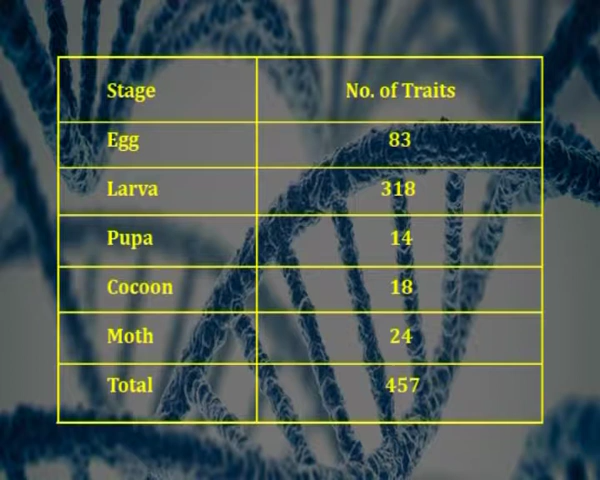 Stage No. of Traits
Egg 83
Larva 318
Pupa 14
Cocoon 18
Moth 24
Total 457